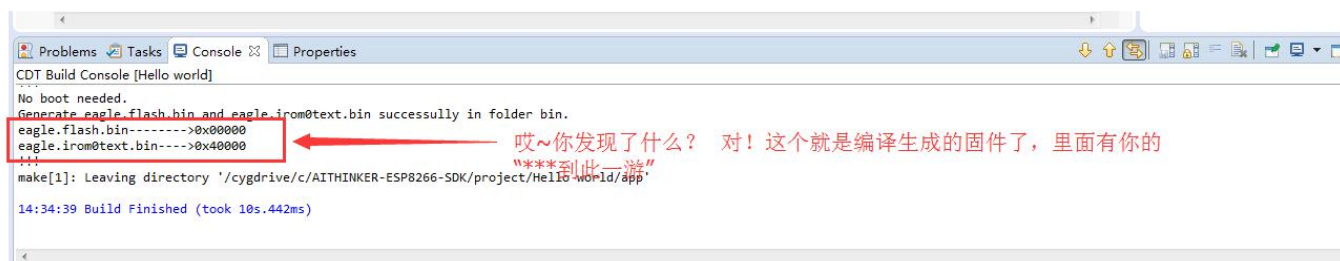 Problems Tasks Console Properties
CDT Build Console [Hello world]
No boot needed.
Generate eagle.flash.bin and eagle.irom0text.bin successully in folder bin.
eagle.flash.bin-------->0x00000
eagle.irom0text.bin---->0x40000
!!!
哎~你发现了什么? 对!这个就是编译生成的固件了,里面有你的
“***到此一游”
make[1]: Leaving directory '/cygdrive/c/AITHINKER-ESP8266-SDK/project/Hello world/app'
14:34:39 Build Finished (took 10s.442ms)